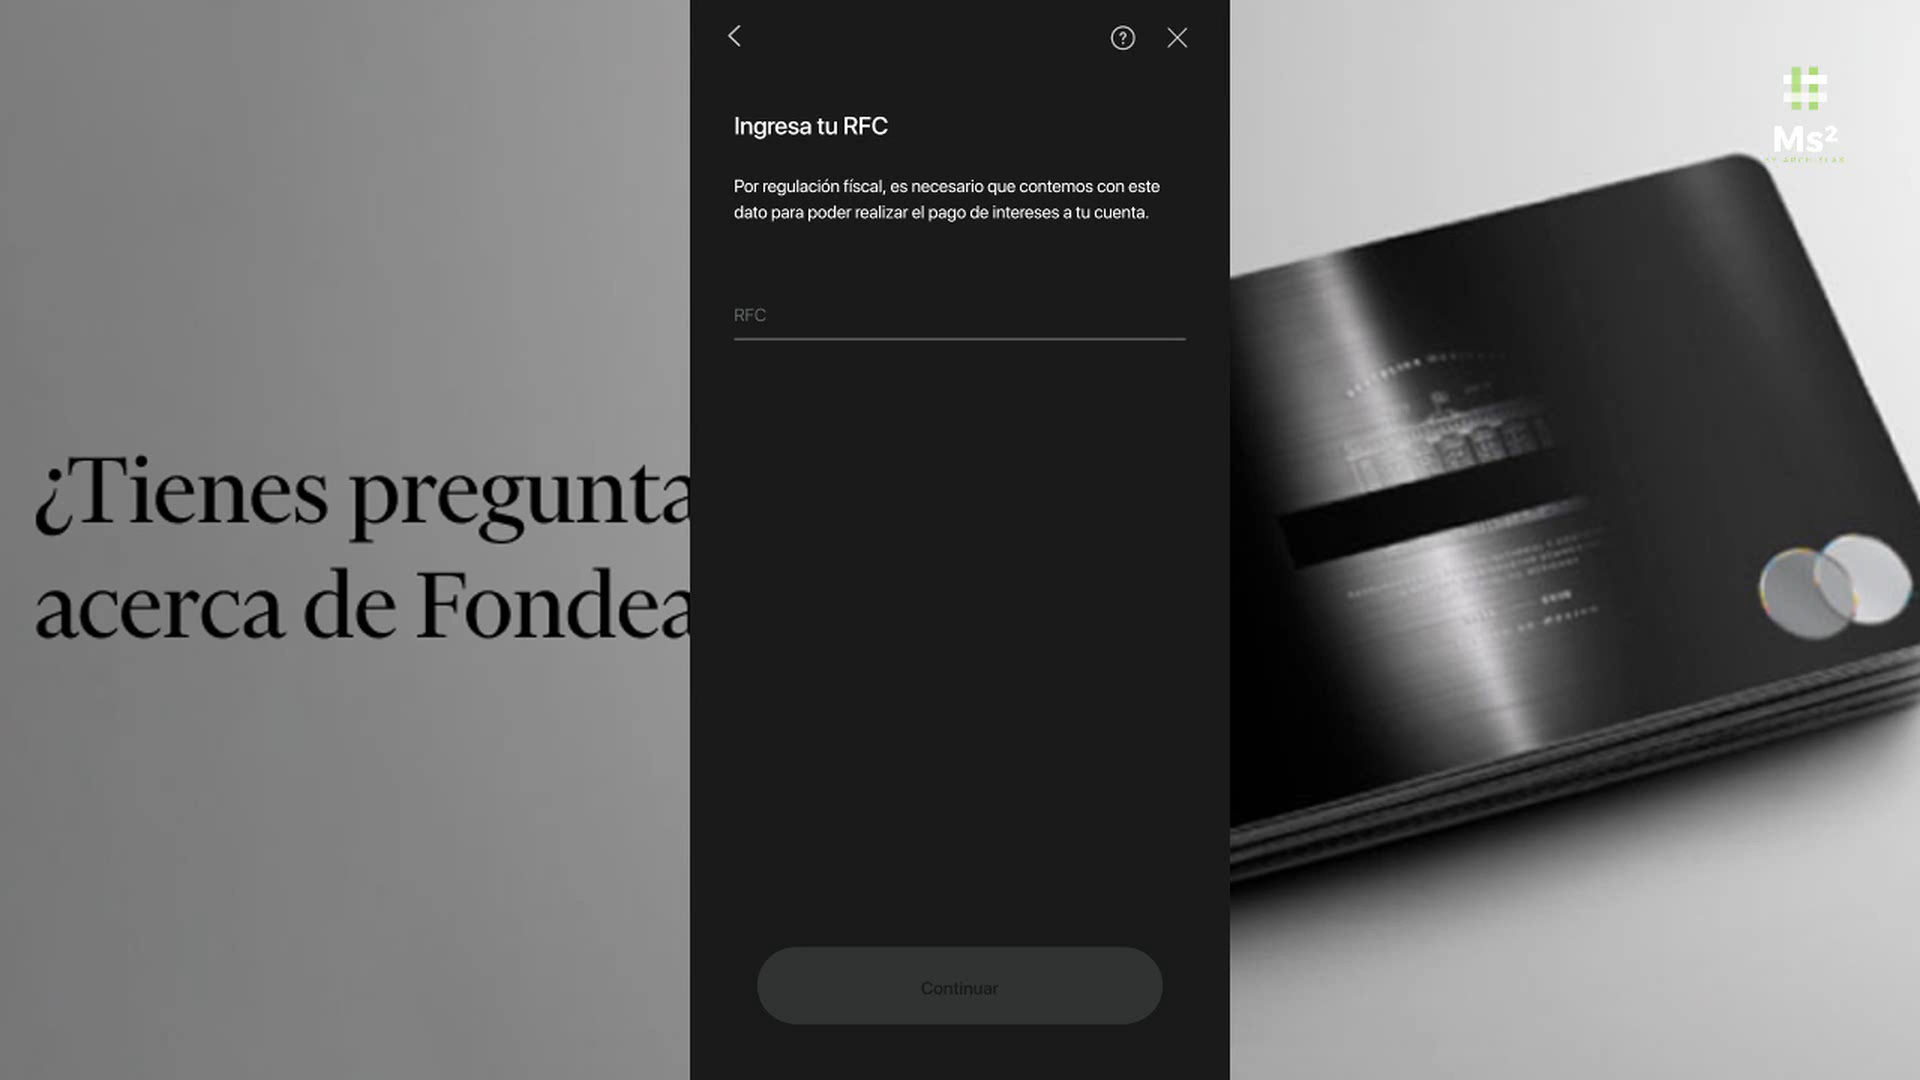 ¿Tienes pregunta
acerca de Fondea
Ingresa tu RFC
Por regulación físcal, es necesario que contemos con este
dato para poder realizar el pago de intereses a tu cuenta.
RFC
Continuar
Ms²